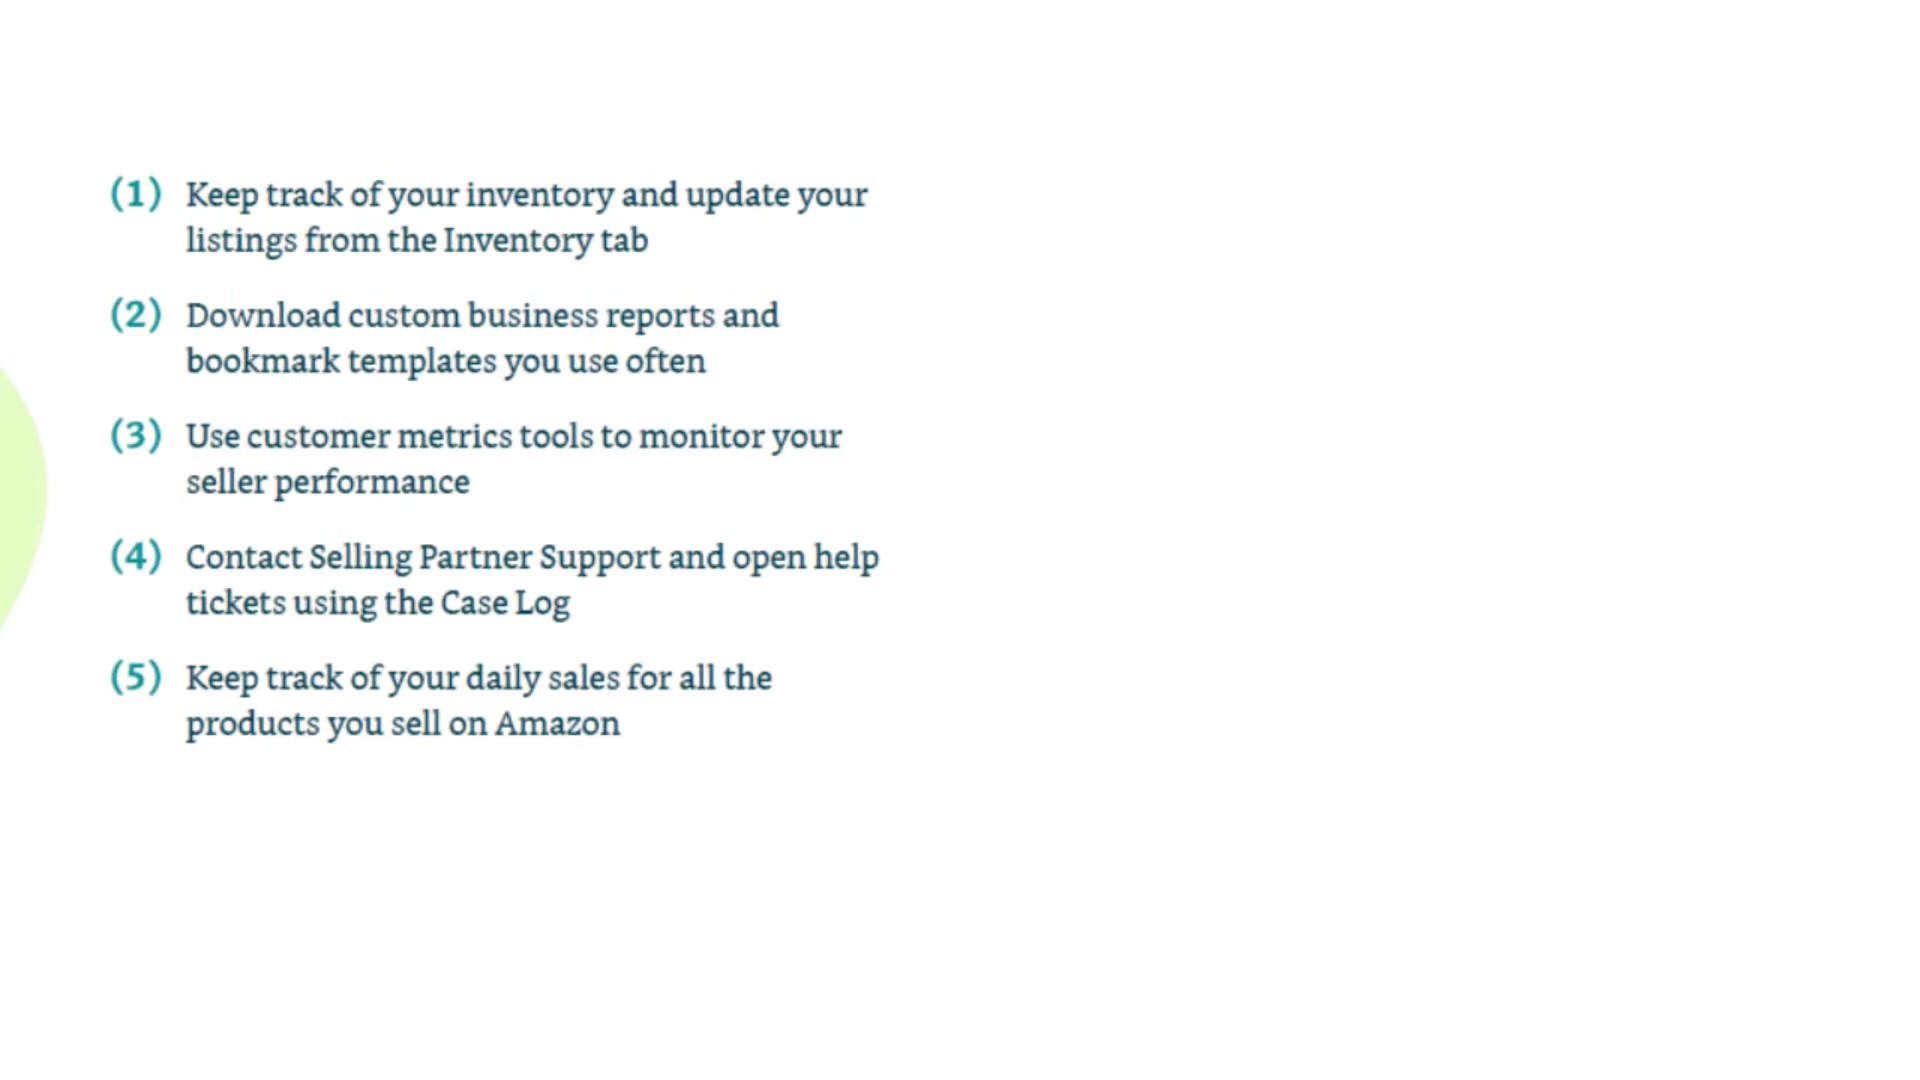 (1) Keep track of your inventory and update your
listings from the Inventory tab
(2) Download custom business reports and
bookmark templates you use often
(3) Use customer metrics tools to monitor your
seller performance
(4) Contact Selling Partner Support and open help
tickets using the Case Log
(5) Keep track of your daily sales for all the
products you sell on Amazon